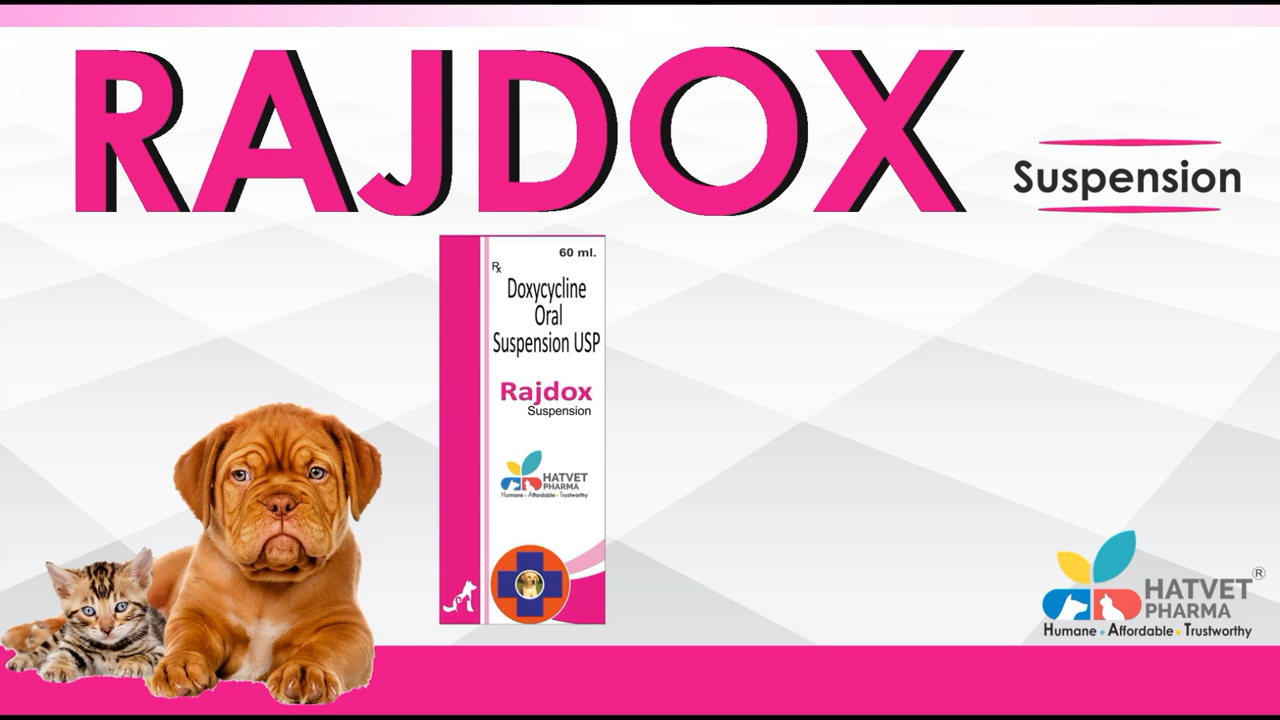 RAJDOX
Suspension
60 ml.
Rx
Doxycycline
Oral
Suspension USP
Rajdox
Suspension
HATVET
PHARMA
Humane • Affordable • Trustworthy
HATVET®
PHARMA
Humane • Affordable • Trustworthy